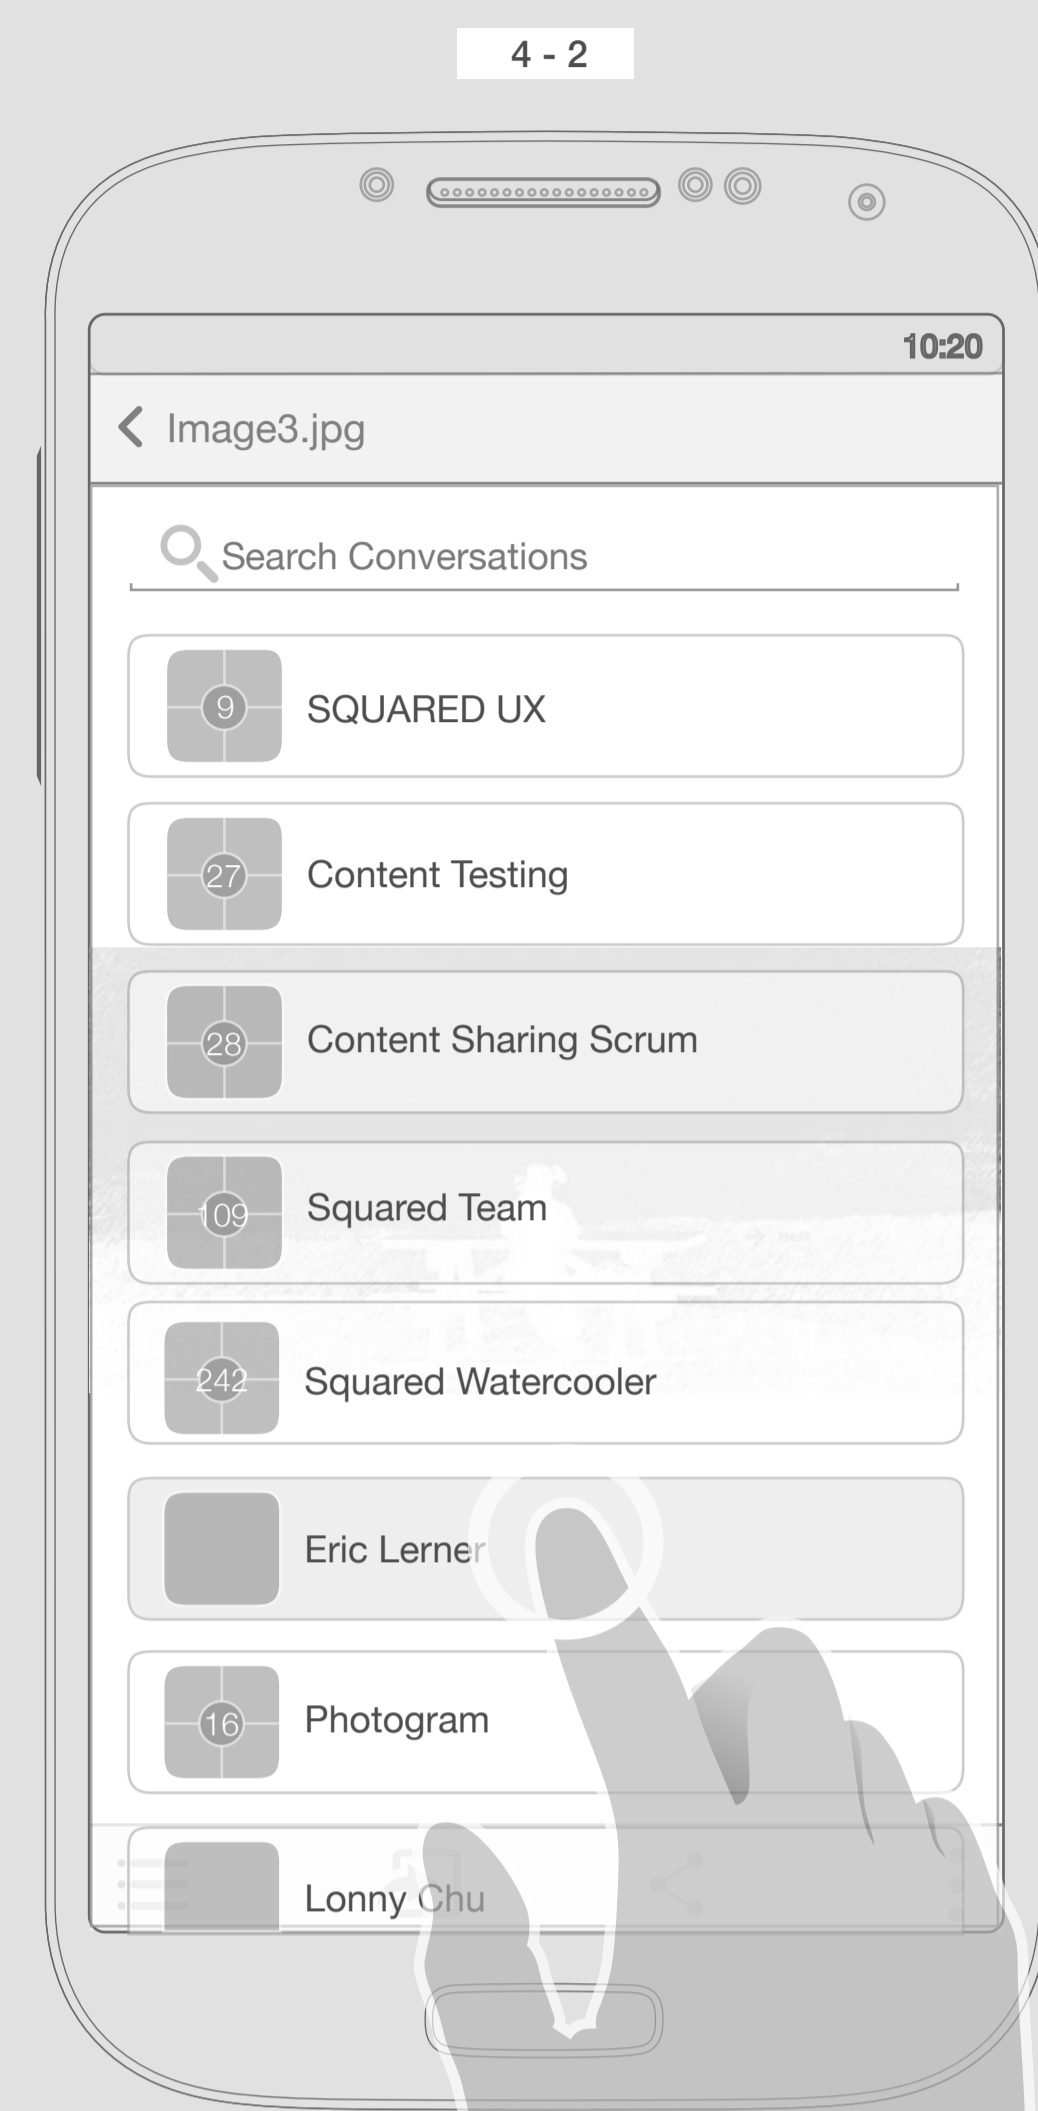 4 - 2
10:20
Image3.jpg
Search Conversations
9
SQUARED UX
27
Content Testing
28
Content Sharing Scrum
109
Squared Team
Next
242
Squared Watercooler
Eric Lerner
16
Photogram
Lonny Chu